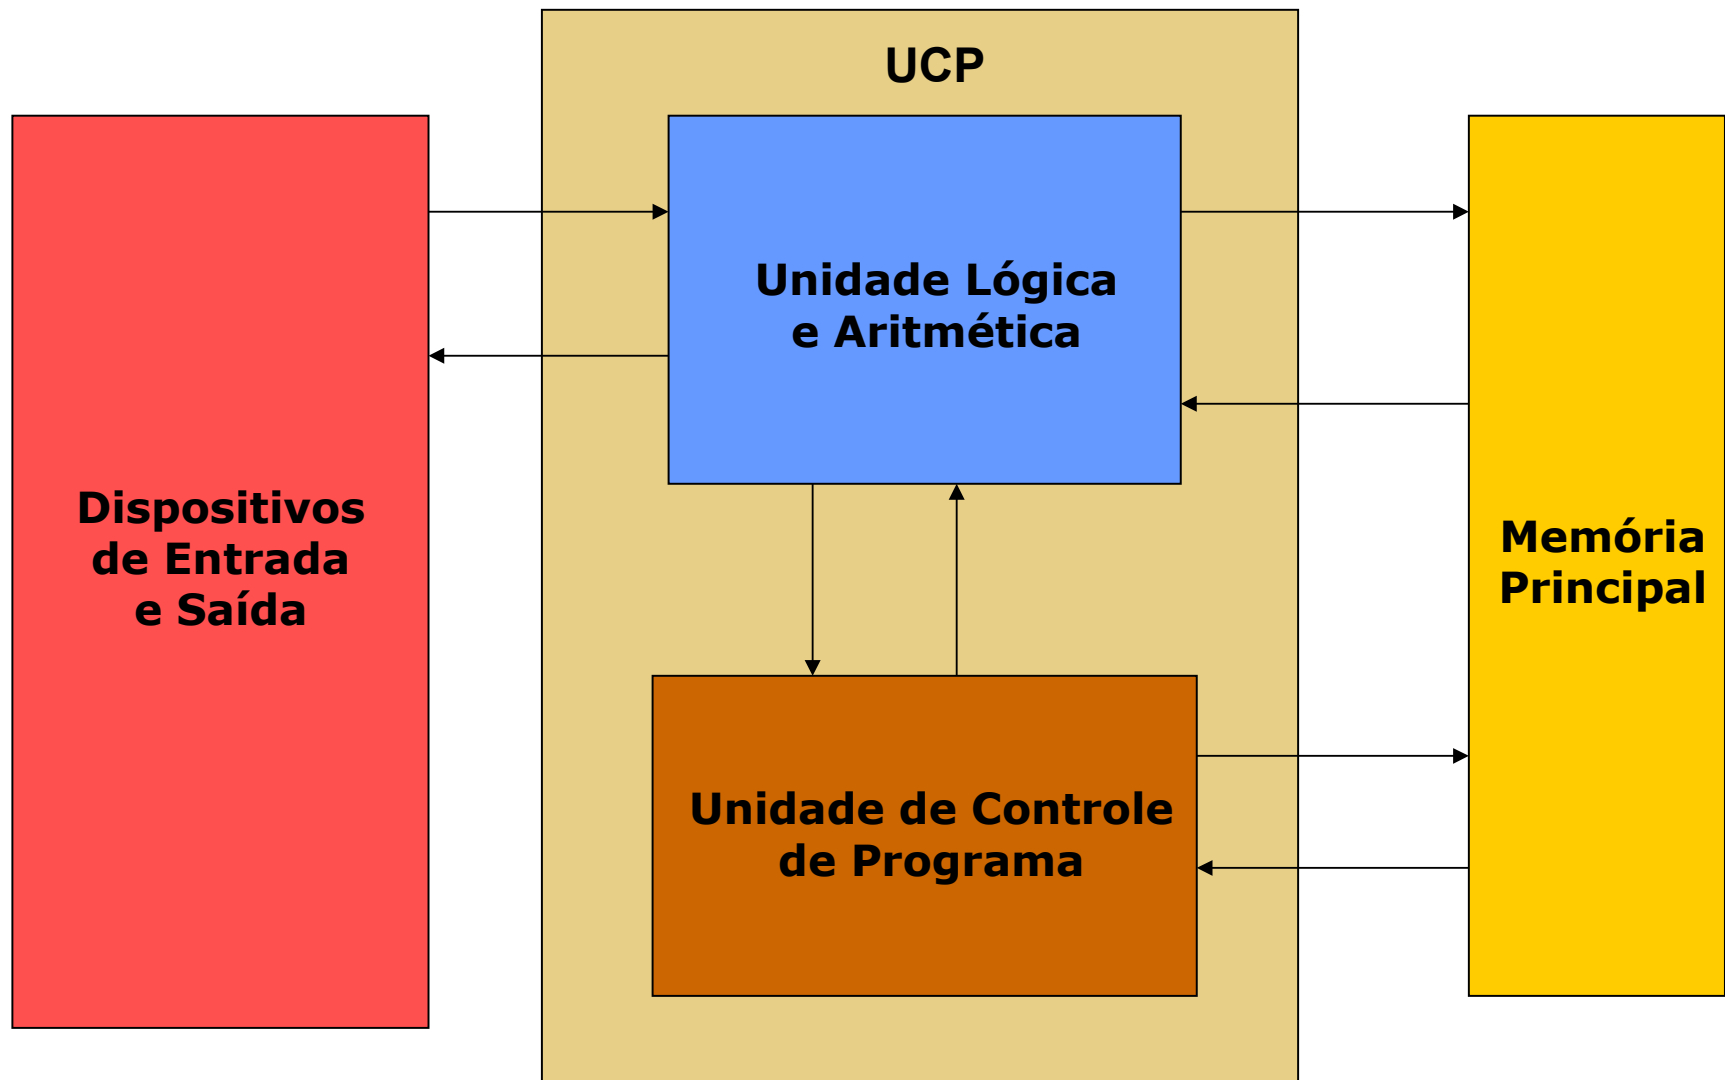 UCP
Unidade Lógica
e Aritmética
Dispositivos
de Entrada
e Saída
Memória
Principal
Unidade de Controle
de Programa